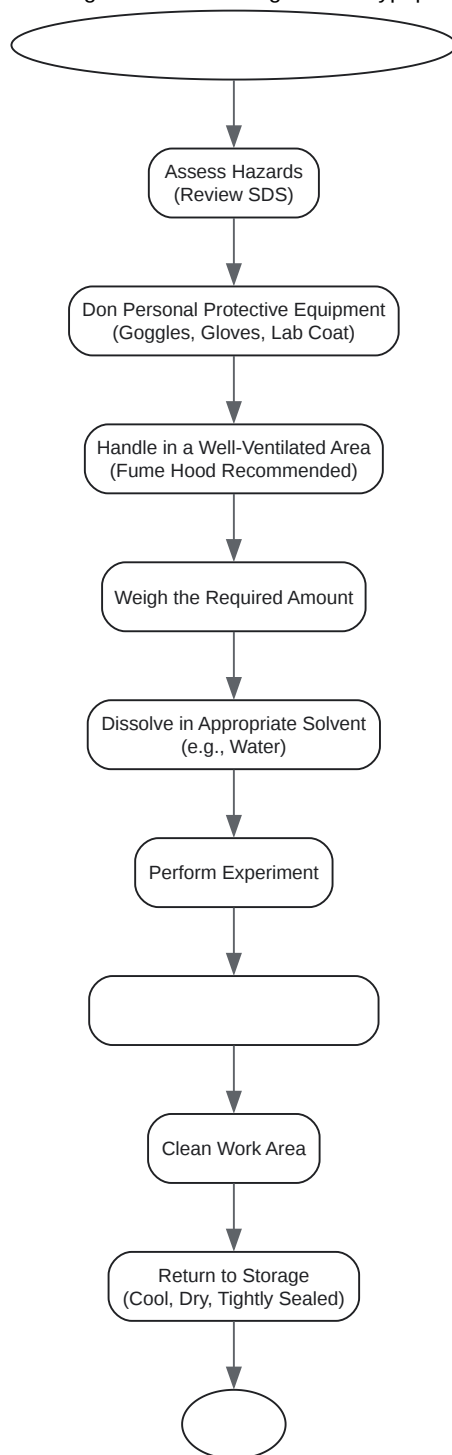 Assess Hazards
(Review SDS)
Don Personal Protective Equipment
(Goggles, Gloves, Lab Coat)
Handle in a Well-Ventilated Area
(Fume Hood Recommended)
Weigh the Required Amount
Dissolve in Appropriate Solvent
(e.g., Water)
Perform Experiment
Clean Work Area
Return to Storage
(Cool, Dry, Tightly Sealed)